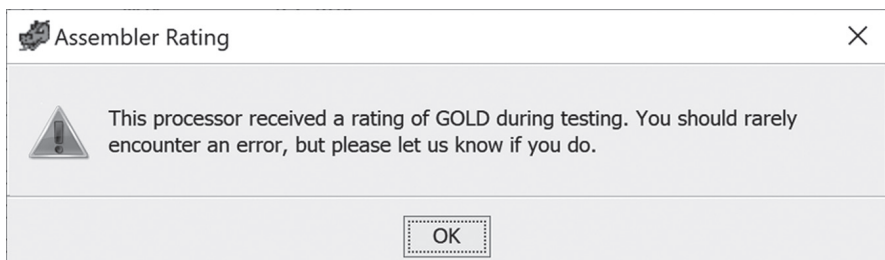 Assembler Rating
This processor received a rating of GOLD during testing. You should rarely
encounter an error, but please let us know if you do.
OK